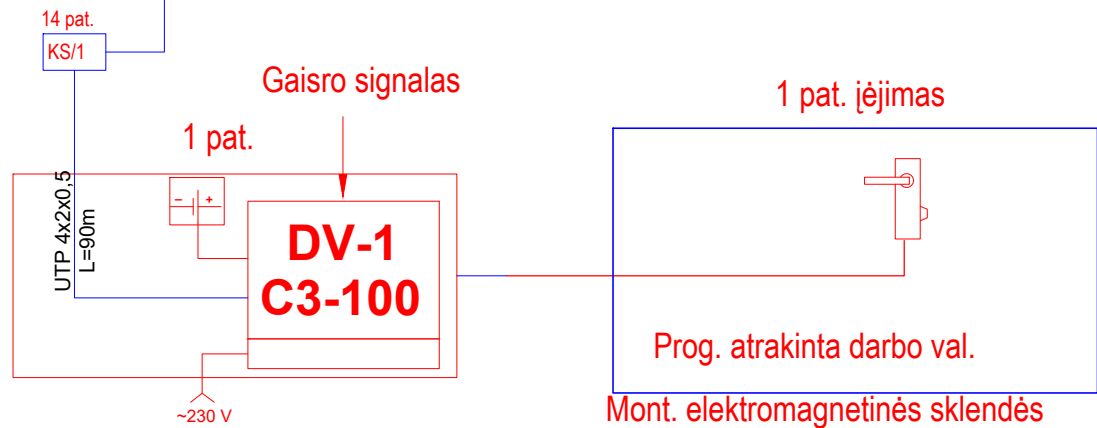 14 pat.
KS/1
Gaisro signalas
1 pat. įėjimas
1 pat.
UTP 4x2x0,5
L=90m
- +
DV-1
C3-100
Prog. atrakinta darbo val.
~230 V
Mont. elektromagnetinės sklendės